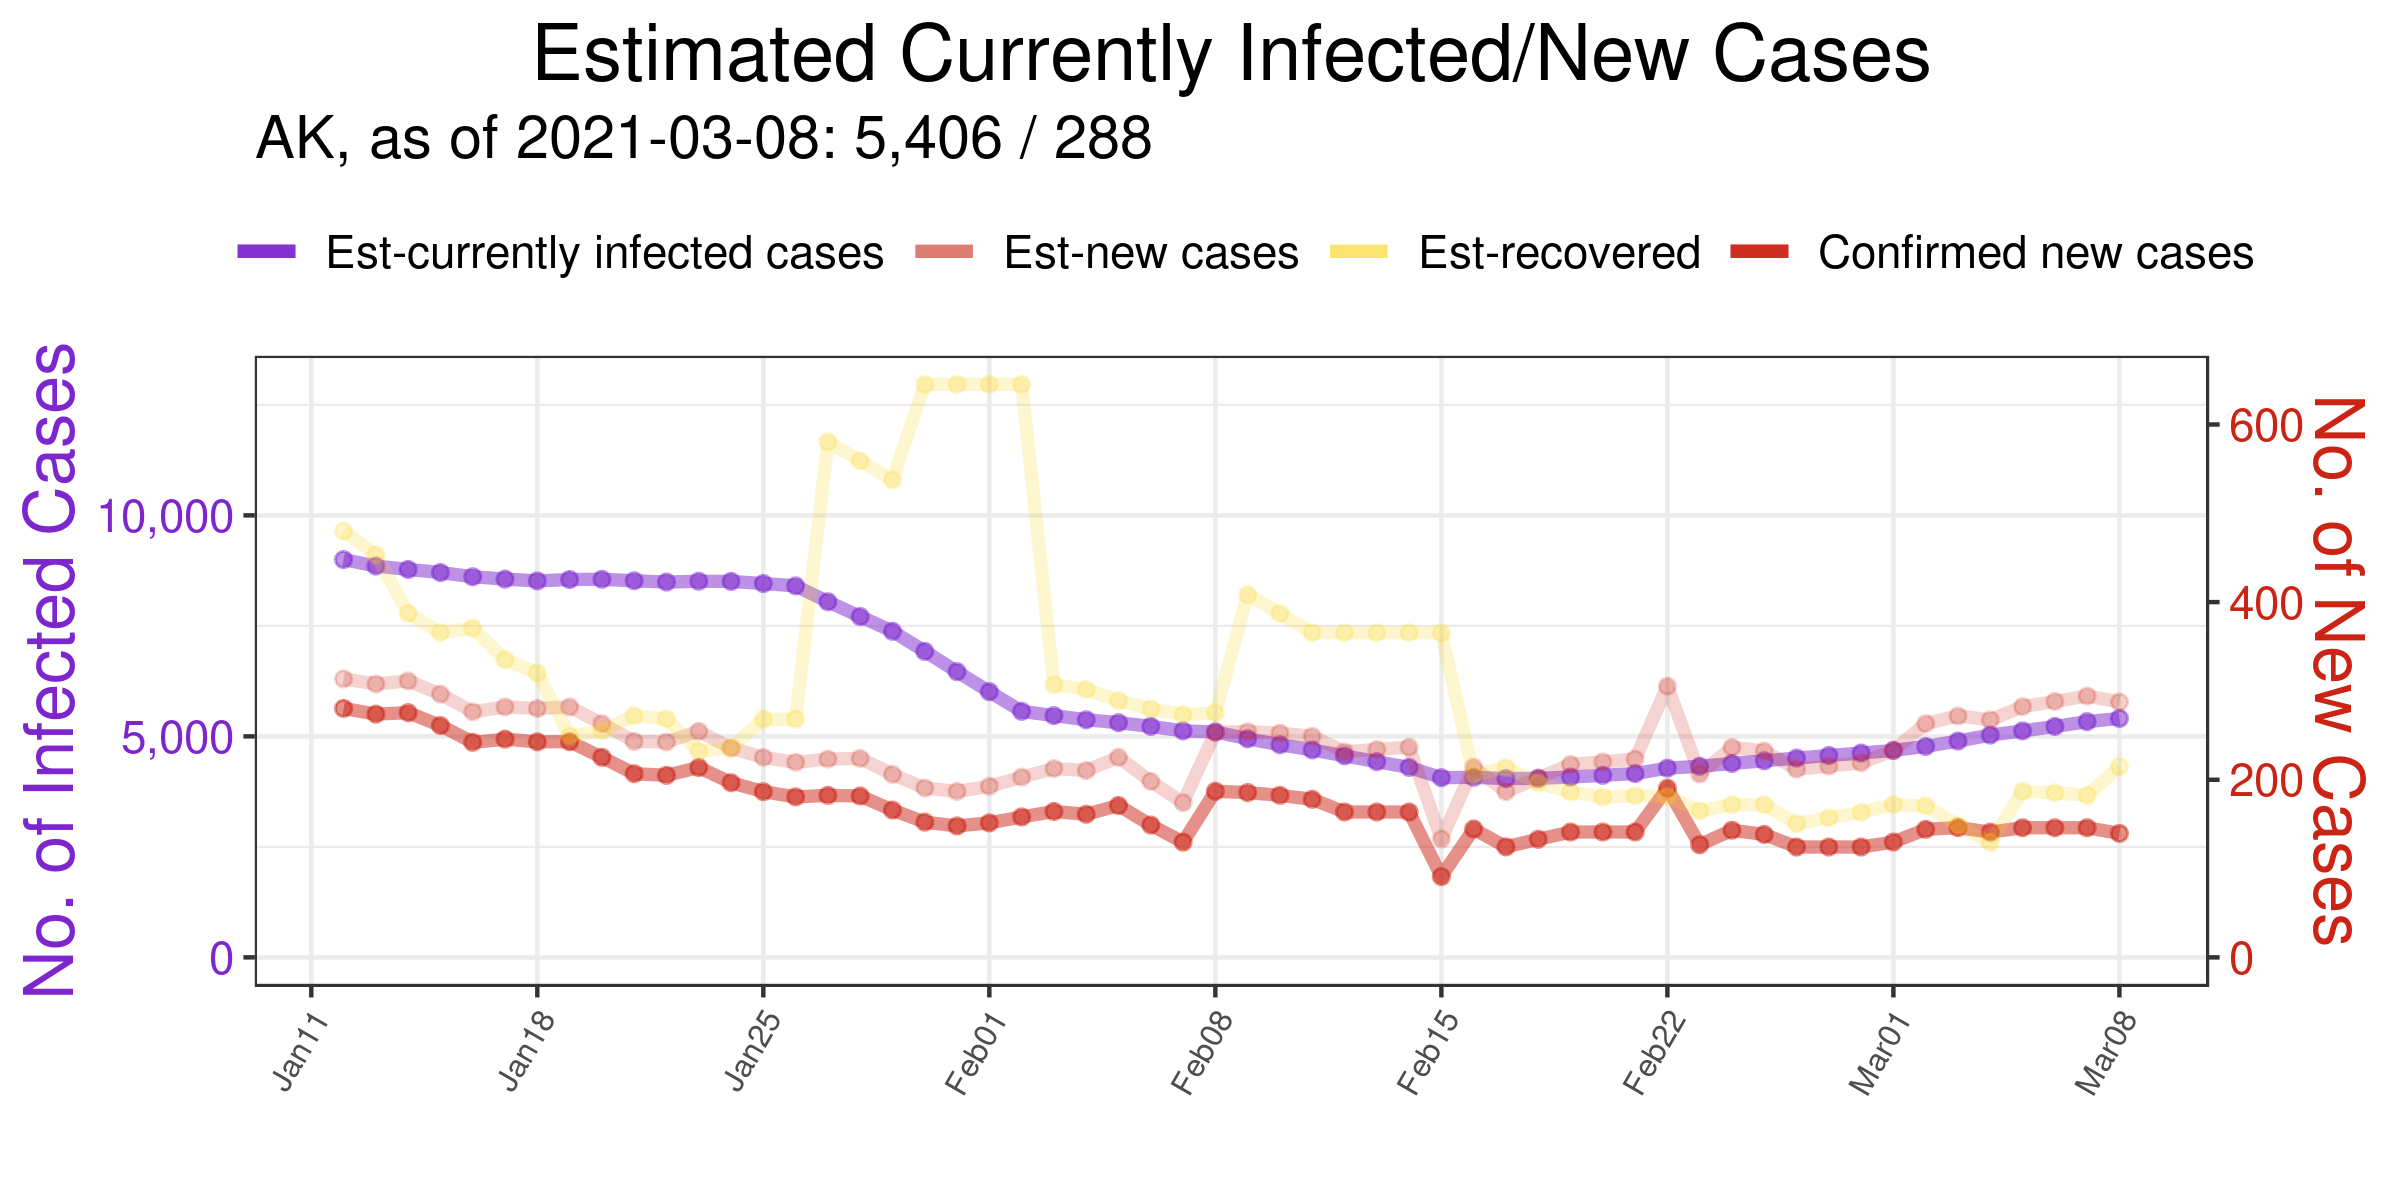 Estimated Currently Infected/New Cases
AK, as of 2021-03-08: 5,406 / 288
Est-currently infected cases Est-new cases Est-recovered Confirmed new cases
No. of Infected Cases
10,000
5,000
0
600
400
200
0
No. of New Cases
Jan11 Jan18 Jan25 Feb01 Feb08 Feb15 Feb22 Mar01 Mar08